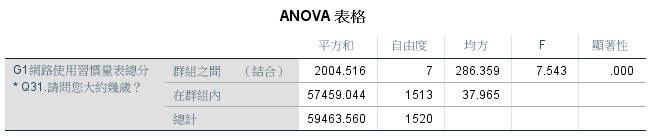 ANOVA 表格
平方和 自由度 均方 F 顯著性
G1網路使用習慣量表總分 群組之間 （結合） 2004.516 7 286.359 7.543 .000
* Q31.請問您大約幾歲？ 在群組內 57459.044 1513 37.965
總計 59463.560 1520